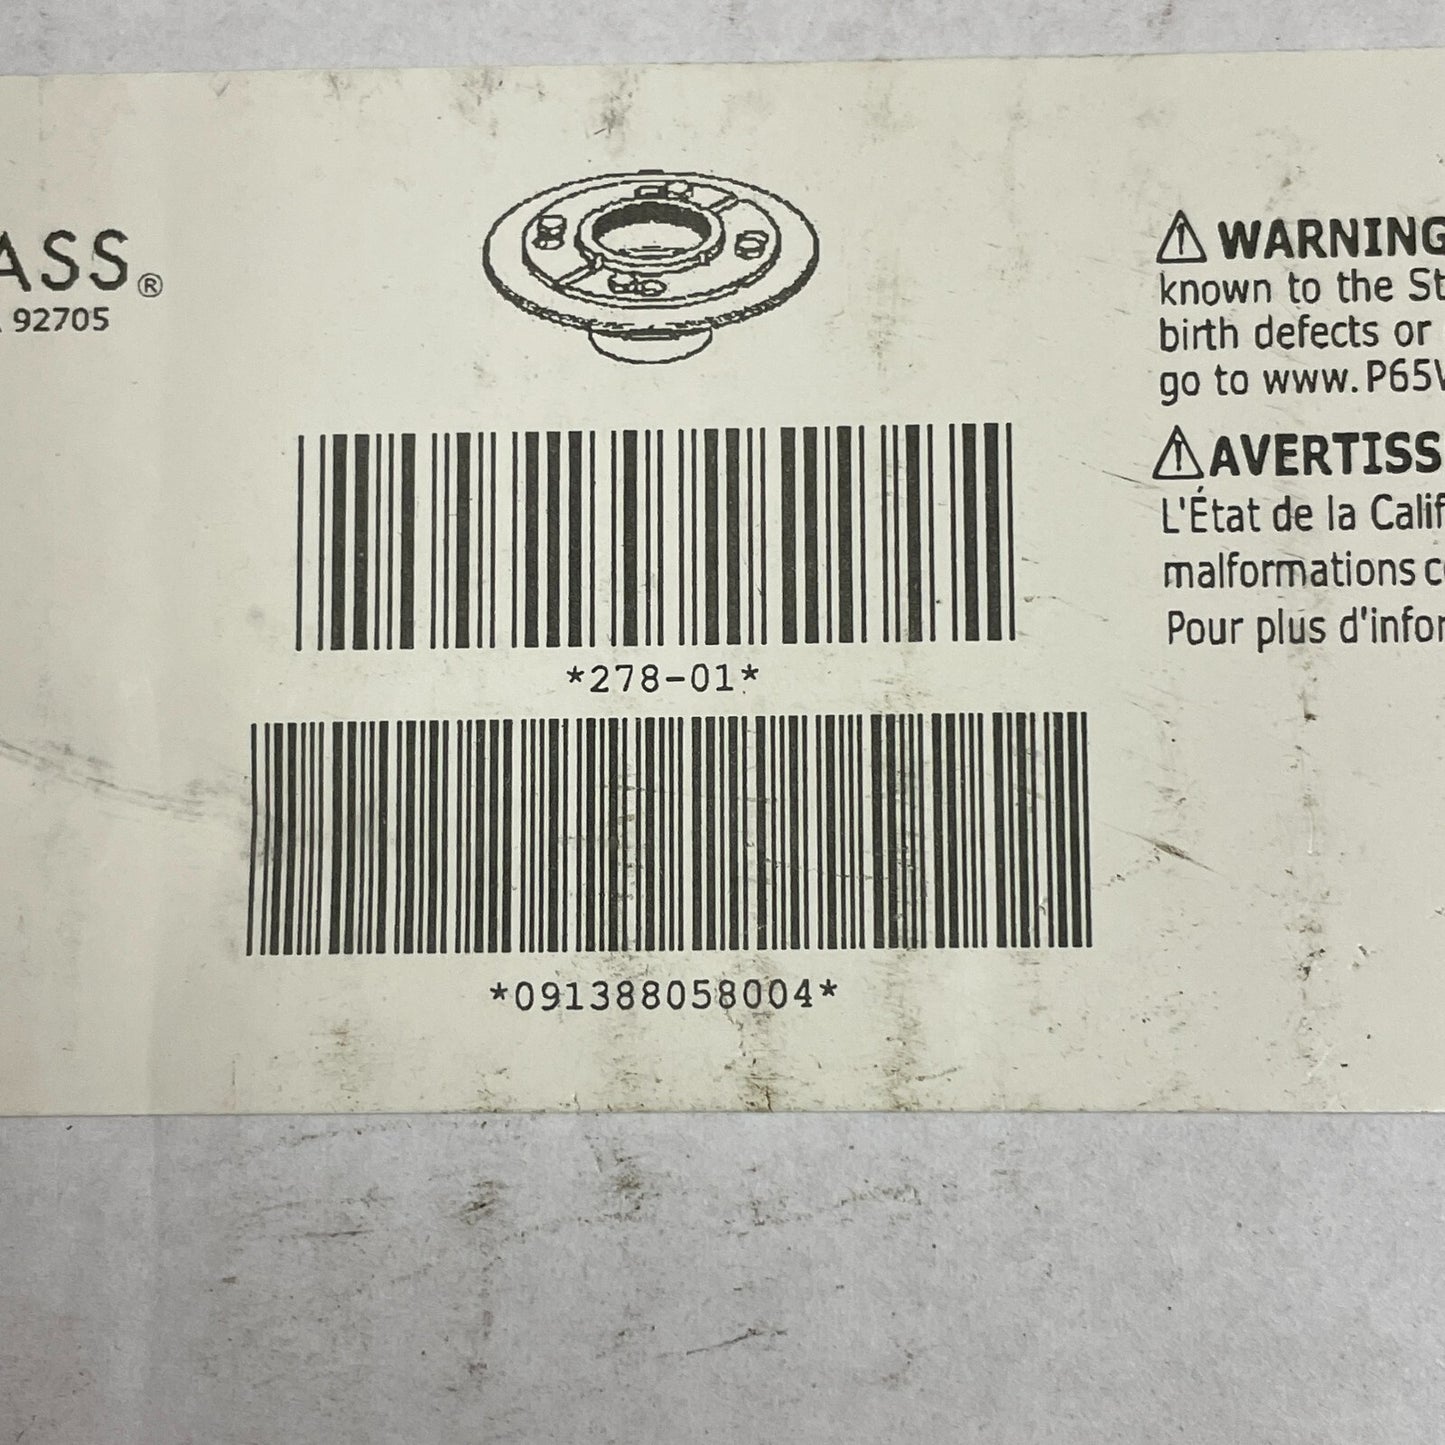 ASS®
92705
*278-01*
*091388058004*
⚠ WARNING
known to the St
birth defects or
go to www.P65
⚠ AVERTISS
L'État de la Calif
malformations c
Pour plus d'infor